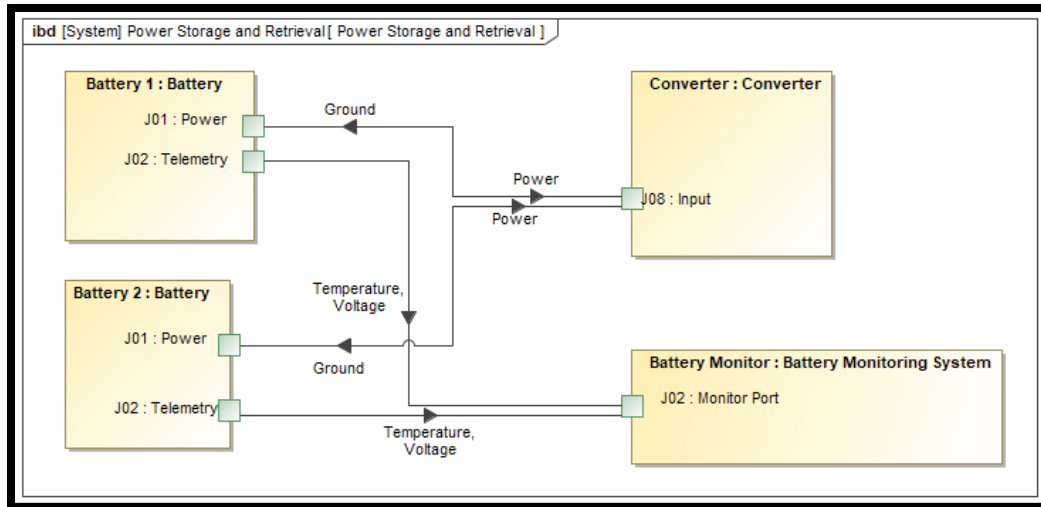 ibd [System] Power Storage and Retrieval[ Power Storage and Retrieval ]
Battery 1 : Battery
J01 : Power
J02 : Telemetry
Ground
Power
Power
Converter : Converter
J08 : Input
Temperature,
Voltage
Battery 2 : Battery
J01 : Power
J02 : Telemetry
Ground
Temperature,
Voltage
Battery Monitor : Battery Monitoring System
J02 : Monitor Port